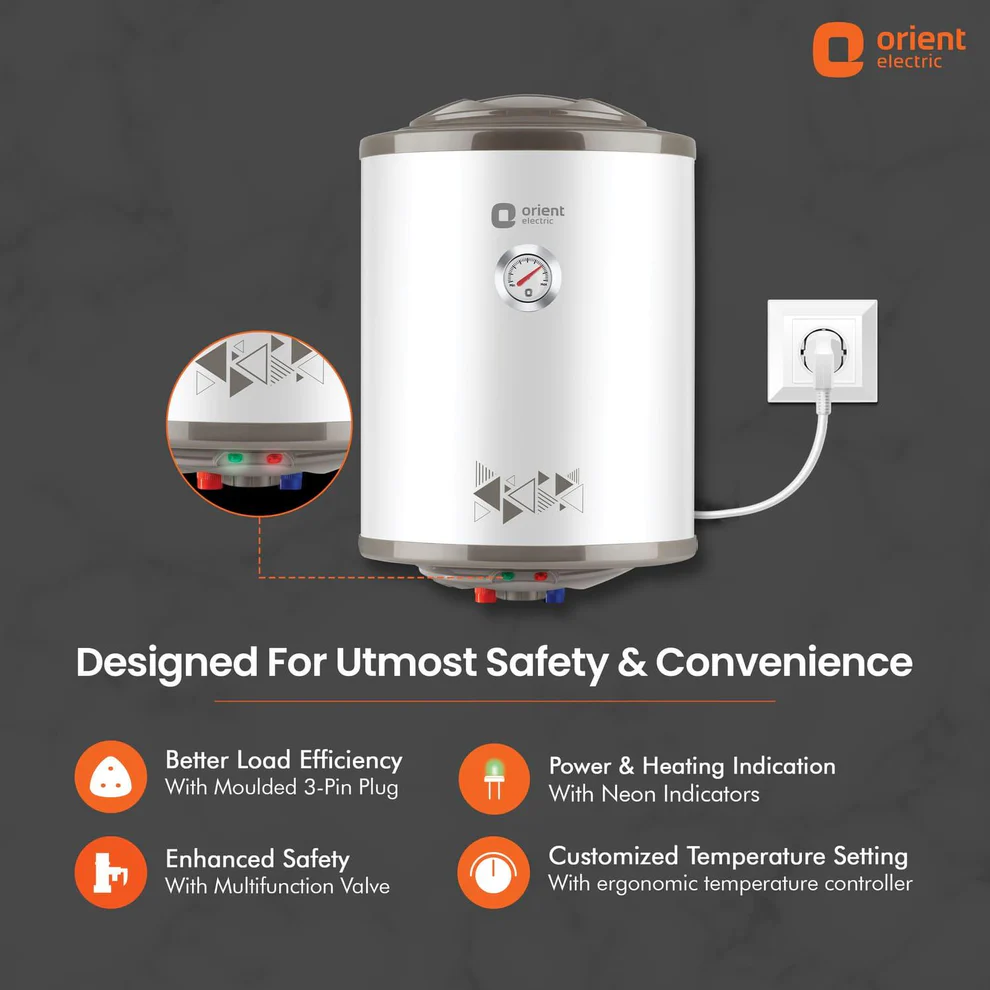 orient
electric
orient
electric
Designed For Utmost Safety & Convenience
Better Load Efficiency
With Moulded 3-Pin Plug
Power & Heating Indication
With Neon Indicators
Enhanced Safety
With Multifunction Valve
Customized Temperature Setting
With ergonomic temperature controller